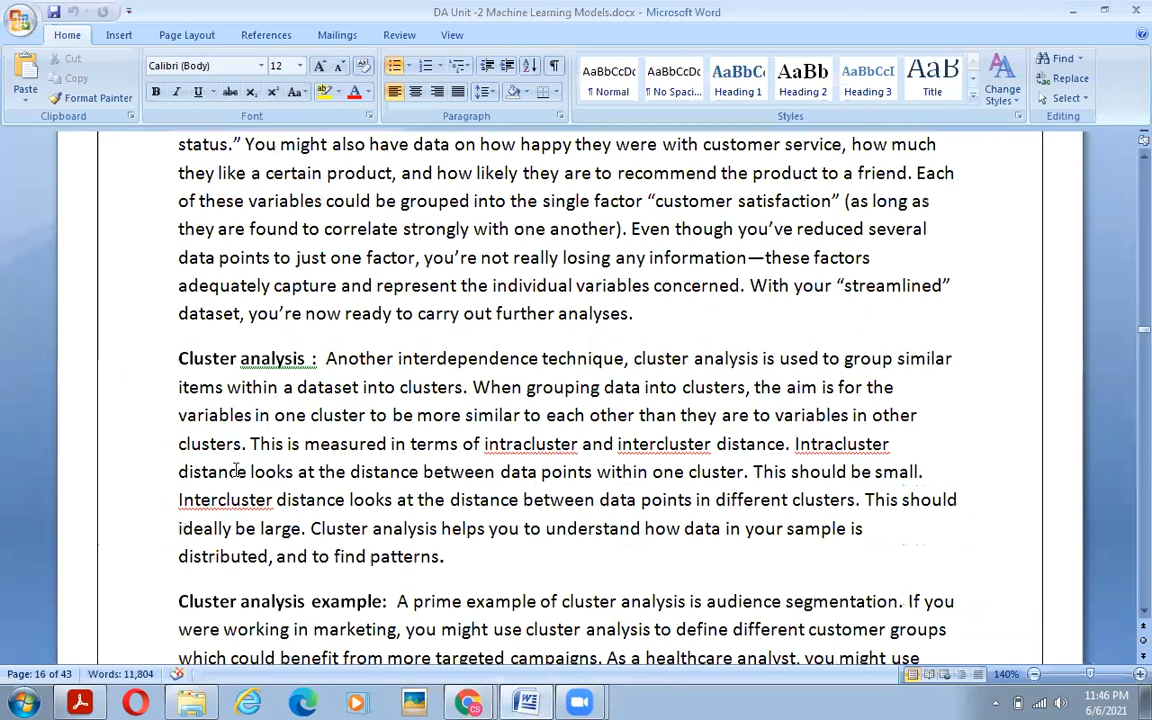 DA Unit -2 Machine Learning Models.docx - Microsoft Word
Home Insert Page Layout References Mailings Review View
Paste
Cut
Copy
Format Painter
Clipboard
Calibri (Body) 12
Font
Paragraph
AaBbCcDc AaBbCcDc AaBbCc AaBb AaBbCcI AaB
¶ Normal ¶ No Spaci... Heading 1 Heading 2 Heading 3 Title
Change Styles
Styles
Find
Replace
Select
Editing
status.” You might also have data on how happy they were with customer service, how much
they like a certain product, and how likely they are to recommend the product to a friend. Each
of these variables could be grouped into the single factor “customer satisfaction” (as long as
they are found to correlate strongly with one another). Even though you’ve reduced several
data points to just one factor, you’re not really losing any information—these factors
adequately capture and represent the individual variables concerned. With your “streamlined”
dataset, you’re now ready to carry out further analyses.
Cluster analysis : Another interdependence technique, cluster analysis is used to group similar
items within a dataset into clusters. When grouping data into clusters, the aim is for the
variables in one cluster to be more similar to each other than they are to variables in other
clusters. This is measured in terms of intracluster and intercluster distance. Intracluster
distance looks at the distance between data points within one cluster. This should be small.
Intercluster distance looks at the distance between data points in different clusters. This should
ideally be large. Cluster analysis helps you to understand how data in your sample is
distributed, and to find patterns.
Cluster analysis example: A prime example of cluster analysis is audience segmentation. If you
were working in marketing, you might use cluster analysis to define different customer groups
which could benefit from more targeted campaigns. As a healthcare analyst, you might use
Page: 16 of 43 Words: 11,804 140%
11:46 PM
6/6/2021